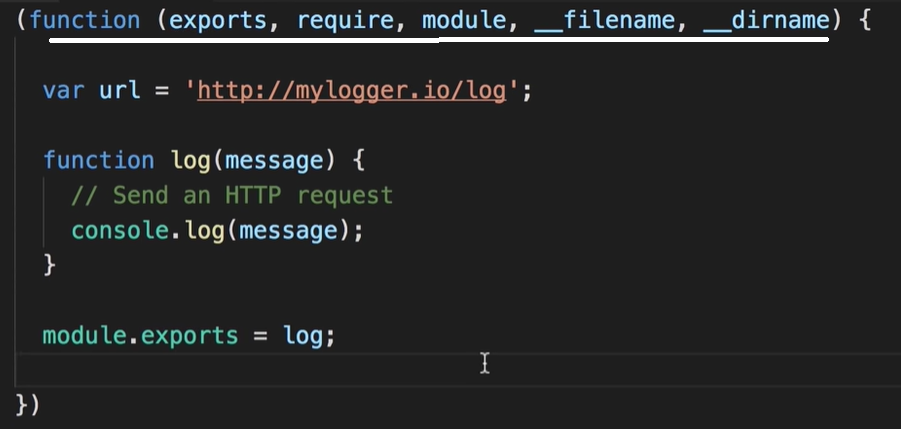 (function (exports, require, module, __filename, __dirname) {
var url = 'http://mylogger.io/log';
function log(message) {
// Send an HTTP request
console.log(message);
}
module.exports = log;
})